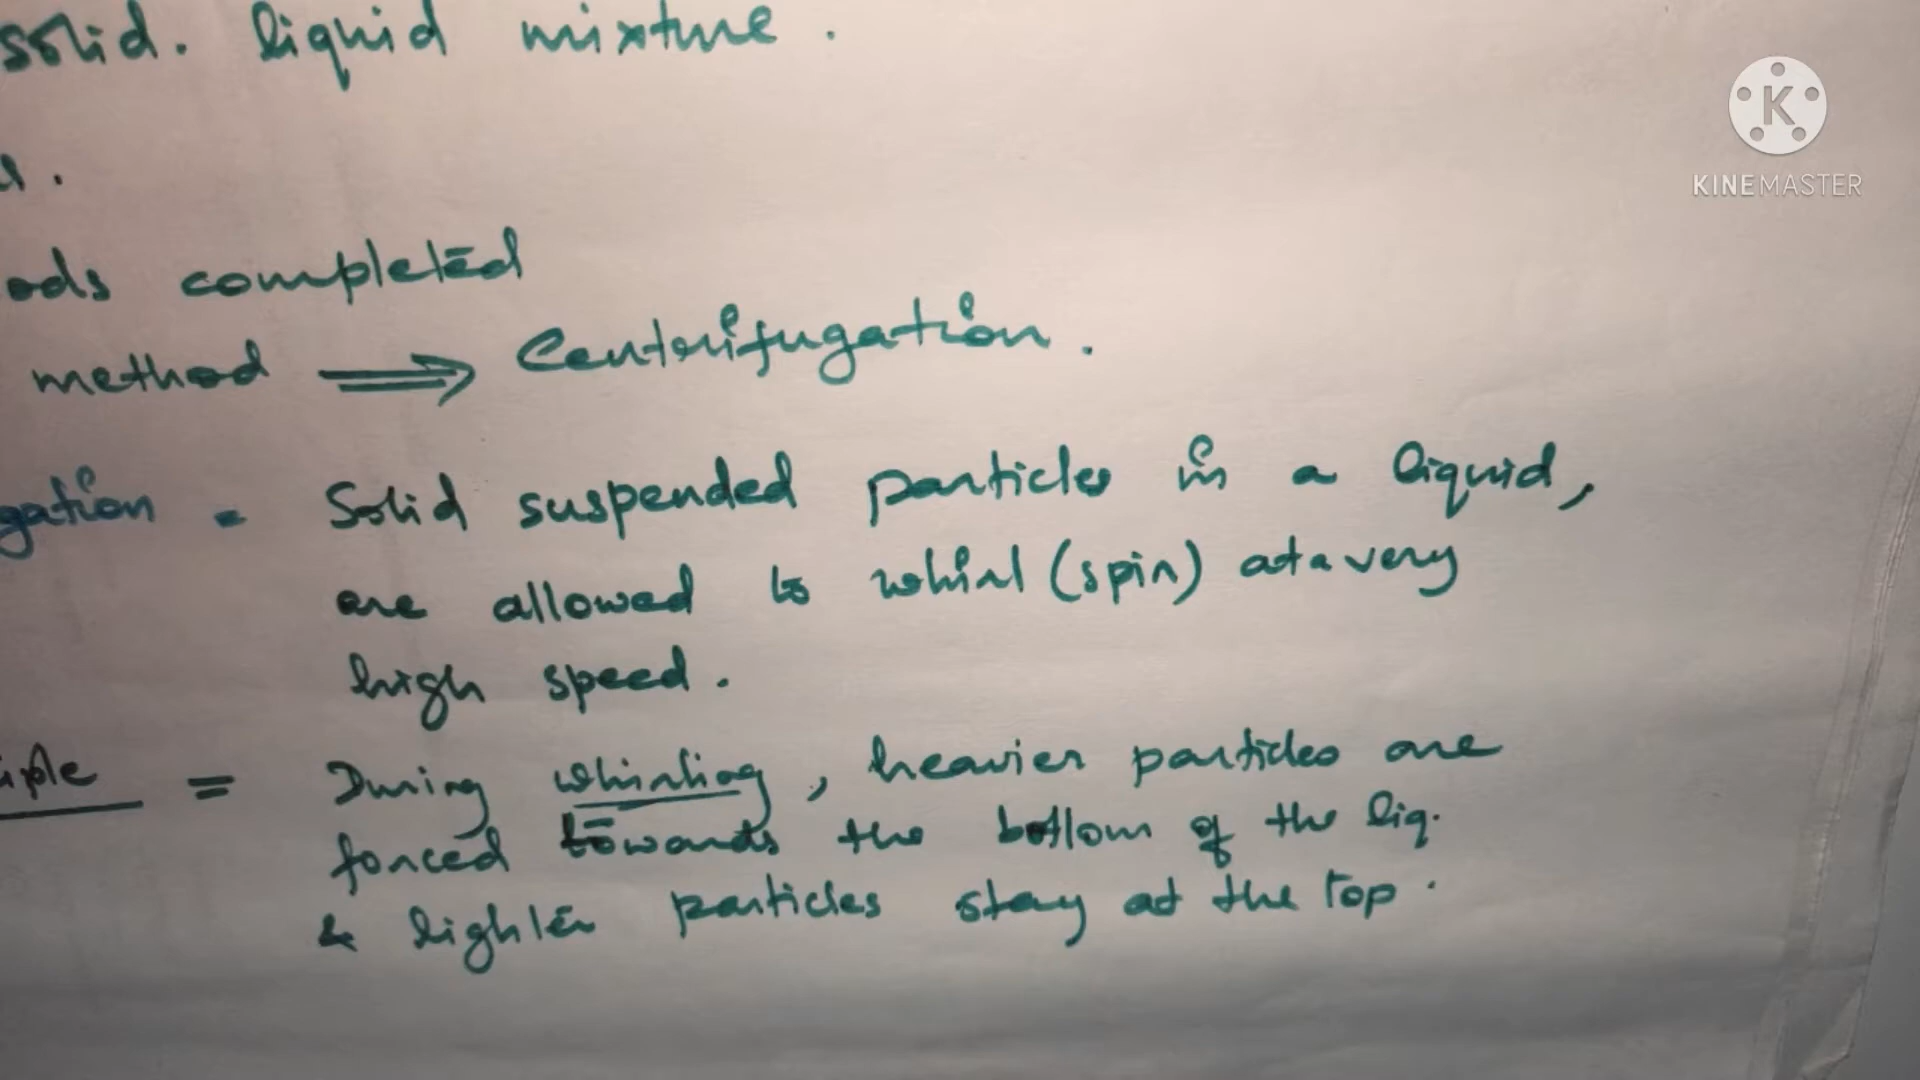 solid. liquid mixture.
KINEMASTER
ods completed
method ⟹ Centrifugation.
gation = Solid suspended particles in a liquid,
are allowed to whirl (spin) at a very
high speed.
iple = During whirling, heavier particles are
forced towards the bottom of the liq.
& lighter particles stay at the top.